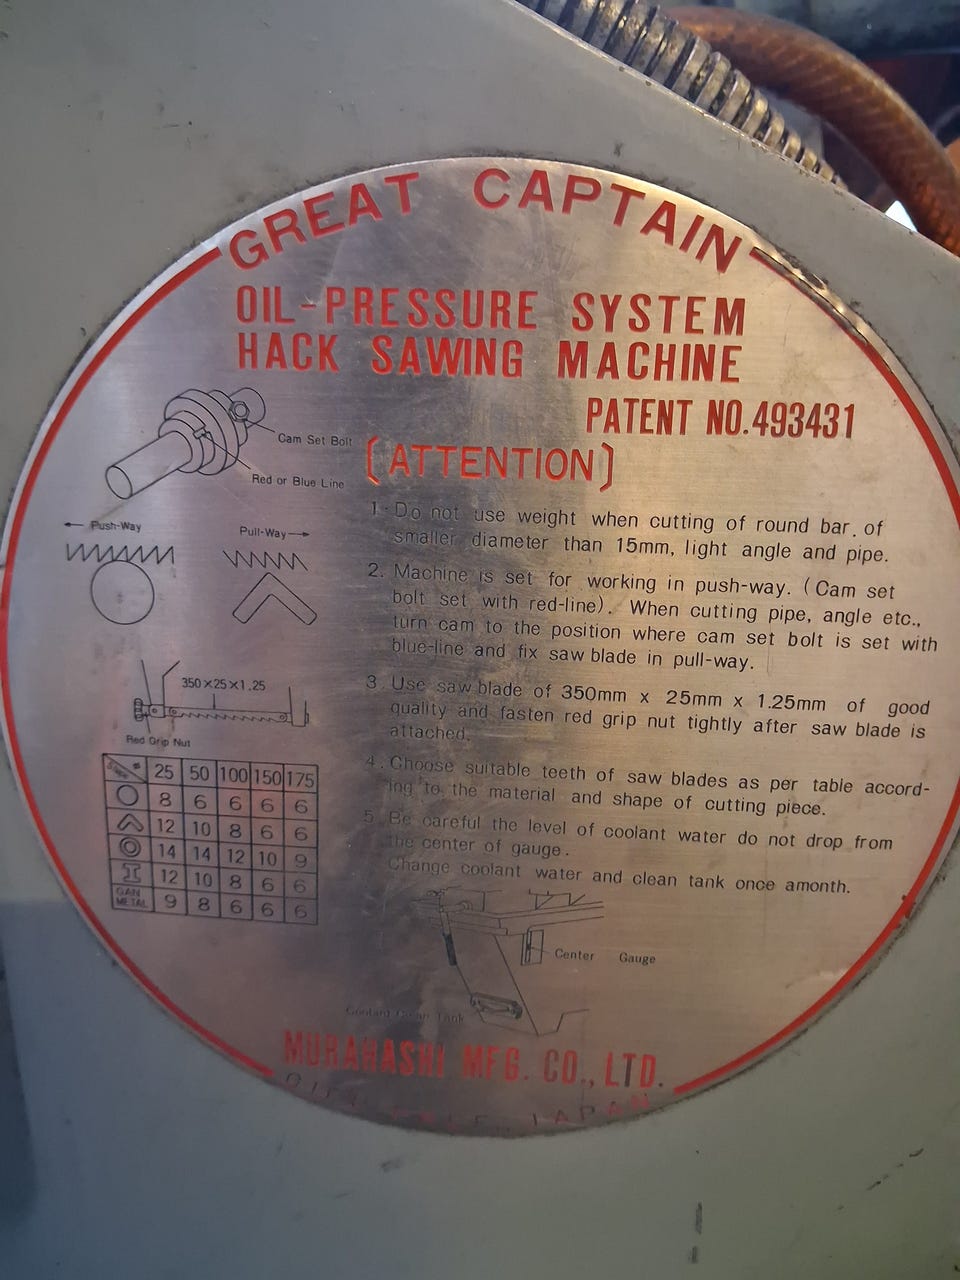 GREAT CAPTAIN
OIL-PRESSURE SYSTEM
HACK SAWING MACHINE
PATENT NO.493431
[ATTENTION]
Cam Set Bolt
Red or Blue Line
Push-Way
Pull-Way
1. Do not use weight when cutting of round bar. of
smaller diameter than 15mm, light angle and pipe.
2. Machine is set for working in push-way. (Cam set
bolt set with red-line). When cutting pipe, angle etc.,
turn cam to the position where cam set bolt is set with
blue-line and fix saw blade in pull-way.
3. Use saw blade of 350mm x 25mm x 1.25mm of good
quality and fasten red grip nut tightly after saw blade is
attached.
4. Choose suitable teeth of saw blades as per table accord-
ing to the material and shape of cutting piece.
5. Be careful the level of coolant water do not drop from
the center of gauge.
Change coolant water and clean tank once amonth.
350×25×1.25
Red Grip Nut
25 50 100 150 175
8 6 6 6 6
12 10 8 6 6
14 14 12 10 9
12 10 8 6 6
GAN METAL 9 8 6 6 6
Center Gauge
Coolant Tank
MURAHASHI MFG. CO., LTD.
JAPAN